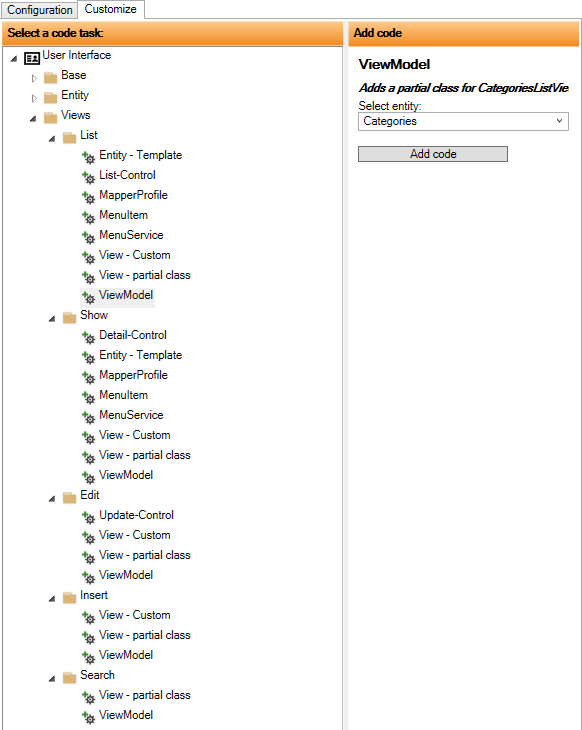 Configuration Customize
Select a code task:
User Interface
Base
Entity
Views
List
Entity - Template
List-Control
MapperProfile
MenuItem
MenuService
View - Custom
View - partial class
ViewModel
Show
Detail-Control
Entity - Template
MapperProfile
MenuItem
MenuService
View - Custom
View - partial class
ViewModel
Edit
Update-Control
View - Custom
View - partial class
ViewModel
Insert
View - Custom
View - partial class
ViewModel
Search
View - partial class
ViewModel
Add code
ViewModel
Adds a partial class for CategoriesListVie
Select entity:
Categories
Add code